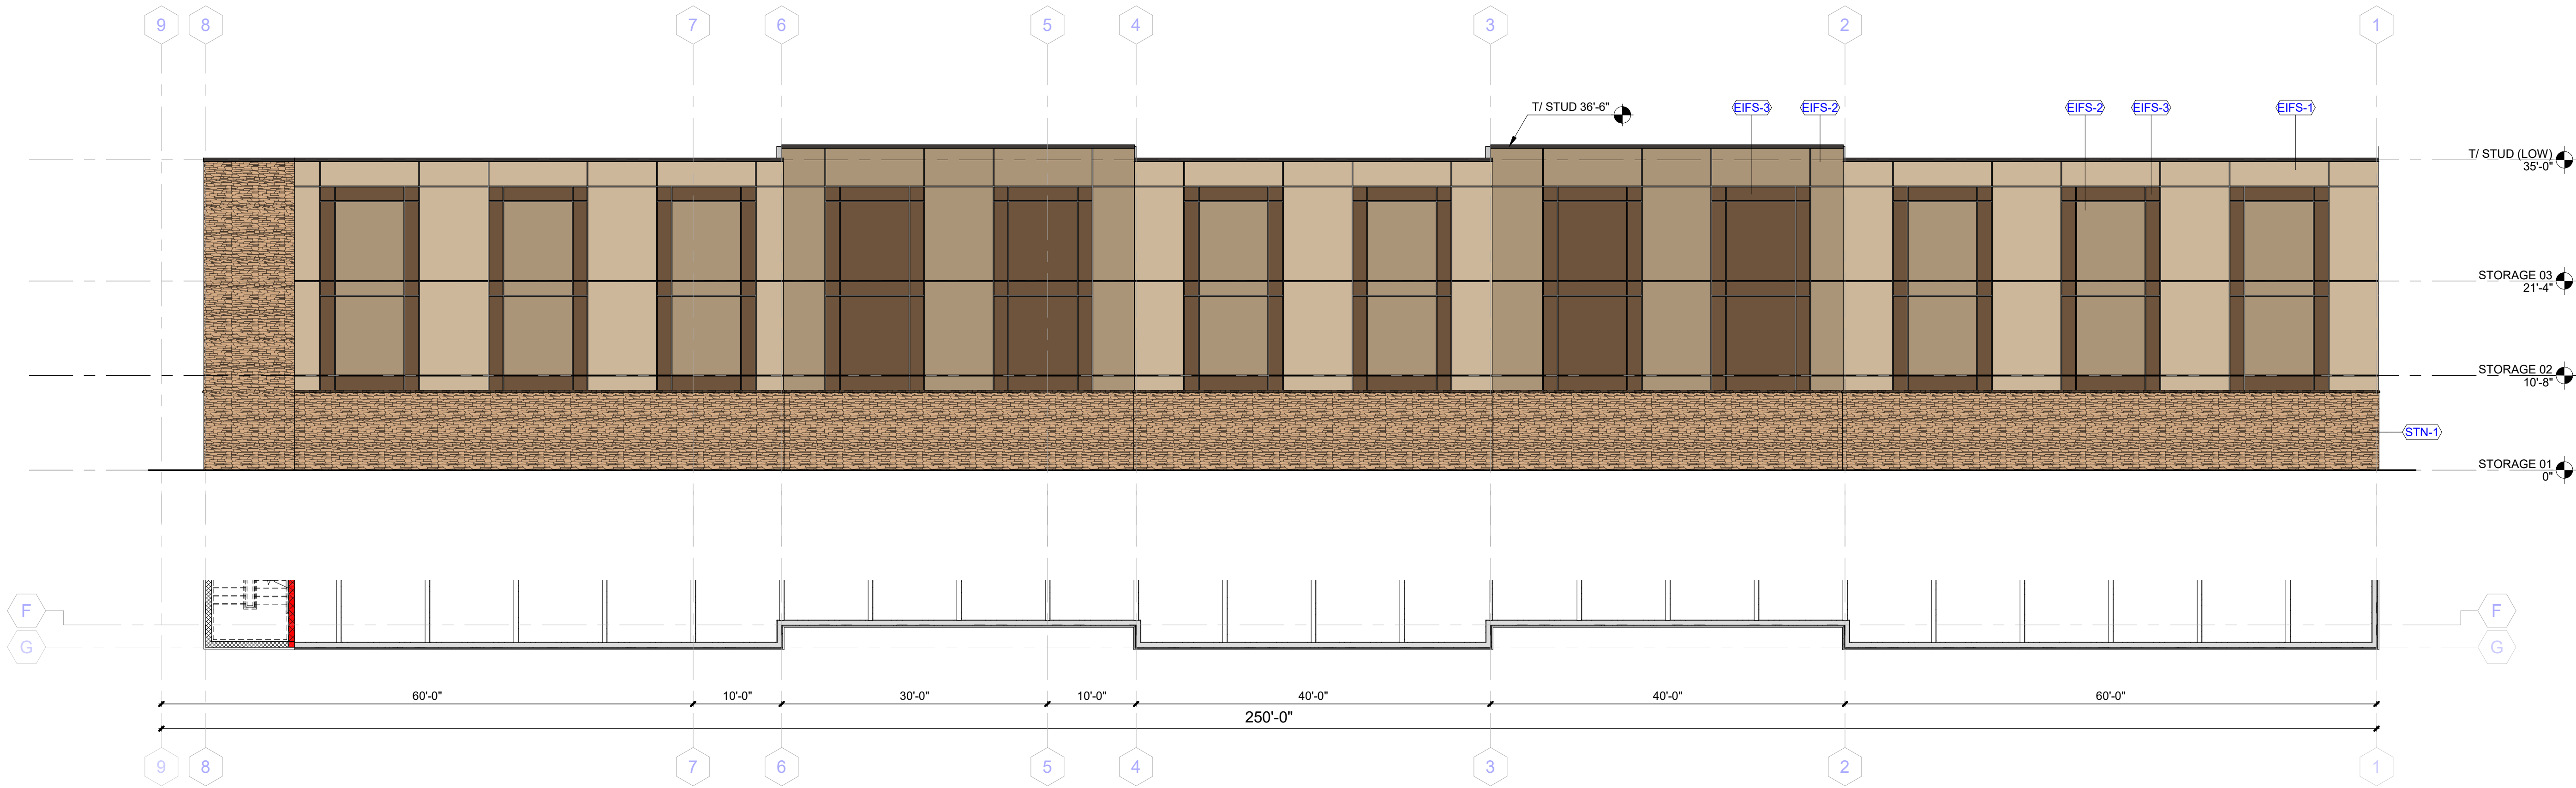 9 8 7 6 5 4 3 2 1
T/ STUD 36'-6" EIFS-3 EIFS-2 EIFS-2 EIFS-3 EIFS-1
T/ STUD (LOW)
35'-0"
STORAGE 03
21'-4"
STORAGE 02
10'-8"
STN-1
STORAGE 01
0"
F F
G G
60'-0" 10'-0" 30'-0" 10'-0" 40'-0" 40'-0" 60'-0"
250'-0"
9 8 7 6 5 4 3 2 1